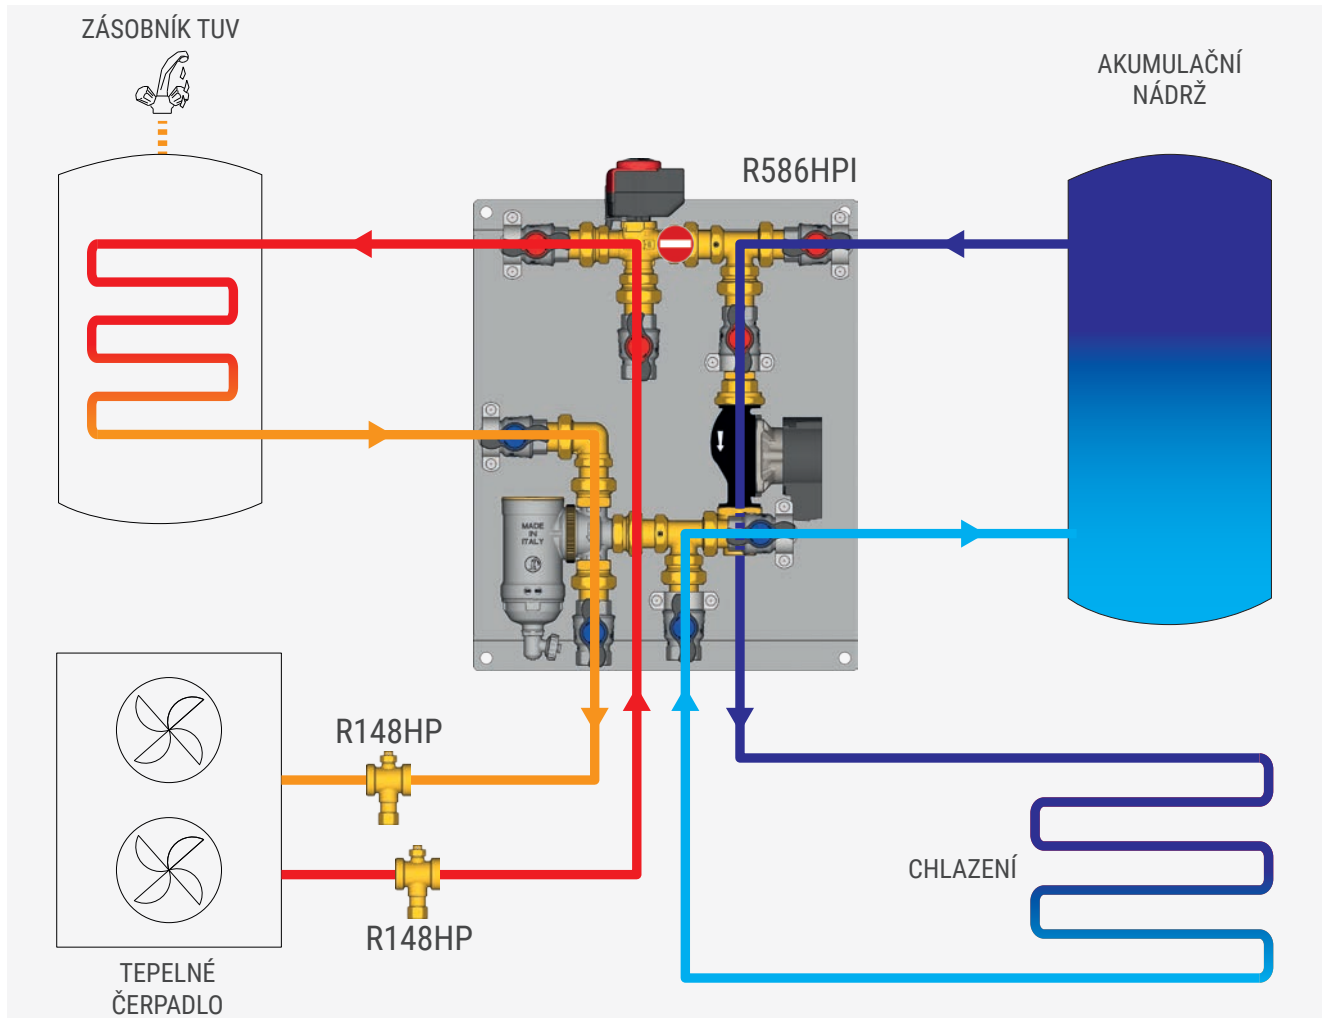 ZÁSOBNÍK TUV
AKUMULAČNÍ
NÁDRŽ
R586HPI
MADE
IN
ITALY
R148HP
R148HP
CHLAZENÍ
TEPELNÉ
ČERPADLO